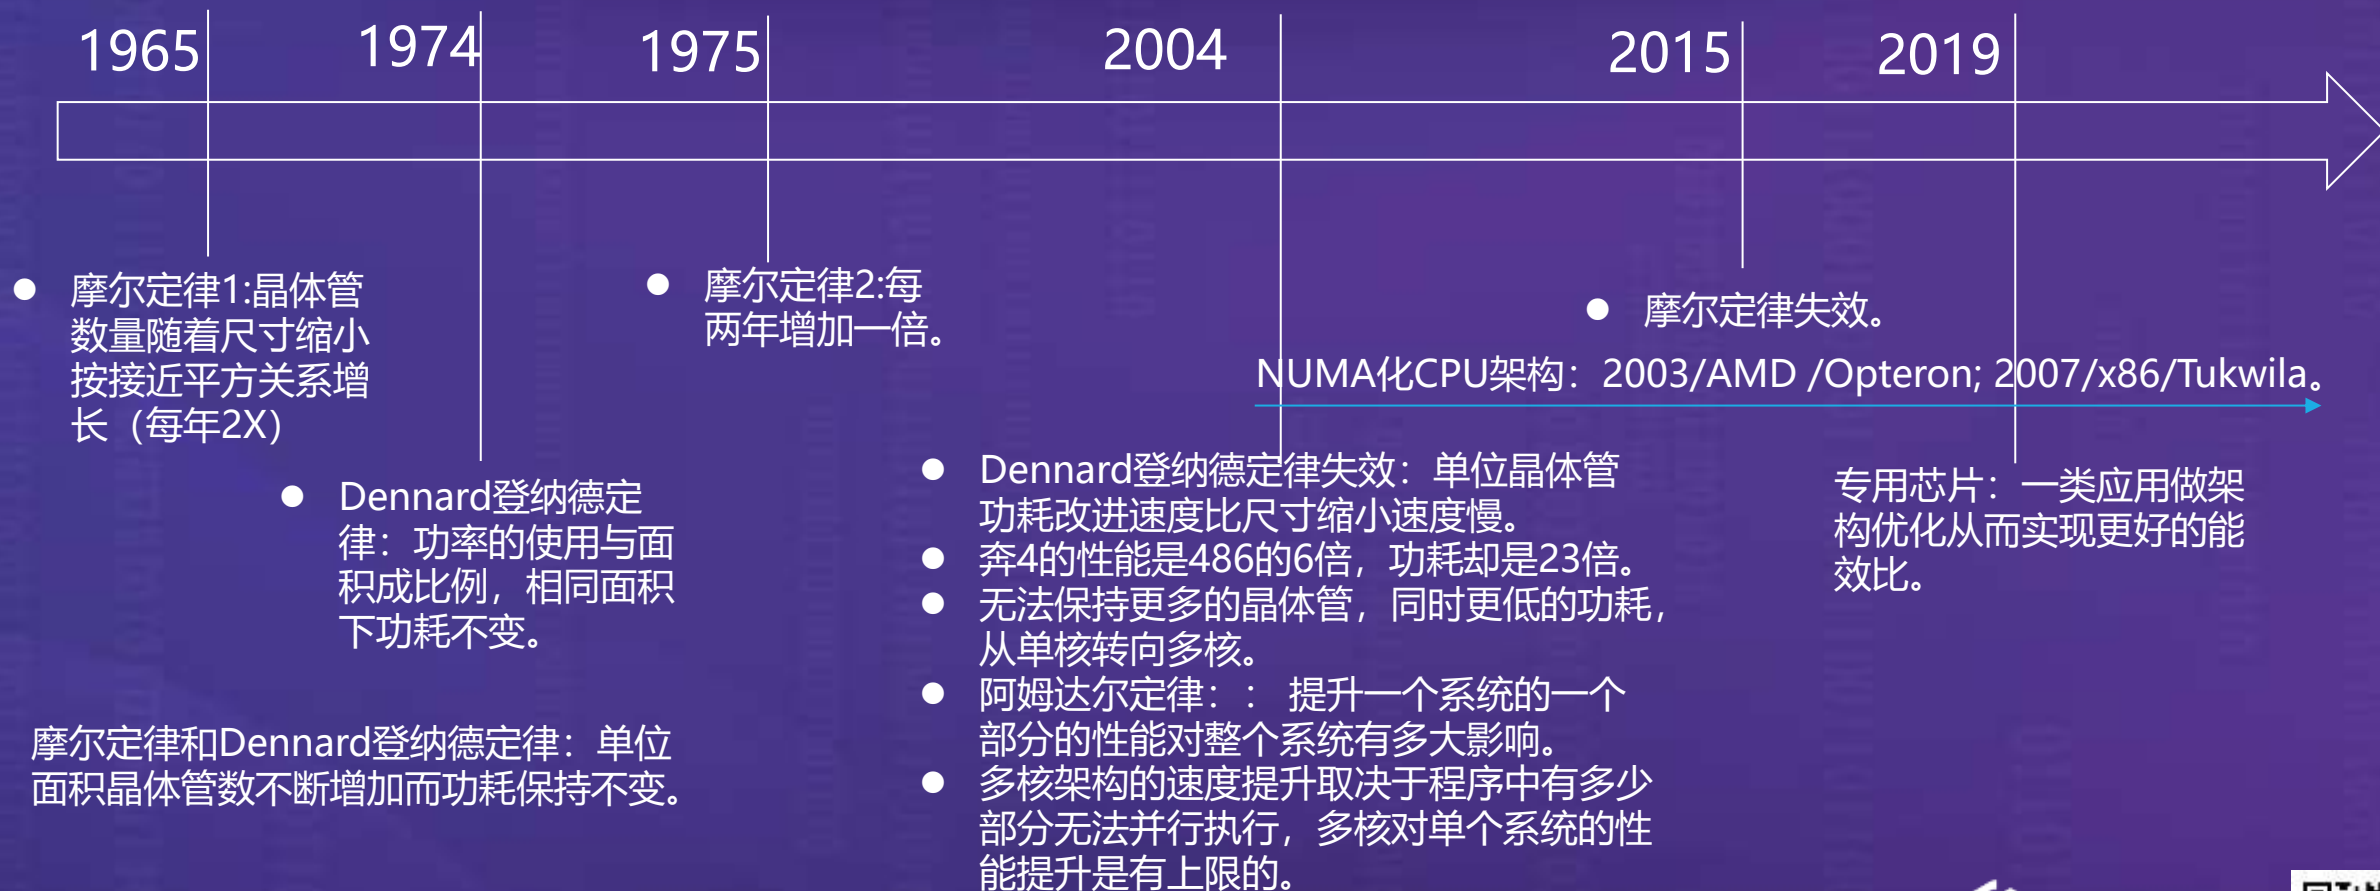 1965
1974
1975
2004
2015
2019
摩尔定律1:晶体管
数量随着尺寸缩小
按接近平方关系增
长（每年2X）
Dennard登纳德定
律：功率的使用与面
积成比例，相同面积
下功耗不变。
摩尔定律和Dennard登纳德定律：单位
面积晶体管数不断增加而功耗保持不变。
摩尔定律2:每
两年增加一倍。
摩尔定律失效。
NUMA化CPU架构：2003/AMD /Opteron; 2007/x86/Tukwila。
Dennard登纳德定律失效：单位晶体管
功耗改进速度比尺寸缩小速度慢。
奔4的性能是486的6倍，功耗却是23倍。
无法保持更多的晶体管，同时更低的功耗，
从单核转向多核。
阿姆达尔定律：： 提升一个系统的一个
部分的性能对整个系统有多大影响。
多核架构的速度提升取决于程序中有多少
部分无法并行执行，多核对单个系统的性
能提升是有上限的。
专用芯片：一类应用做架
构优化从而实现更好的能
效比。